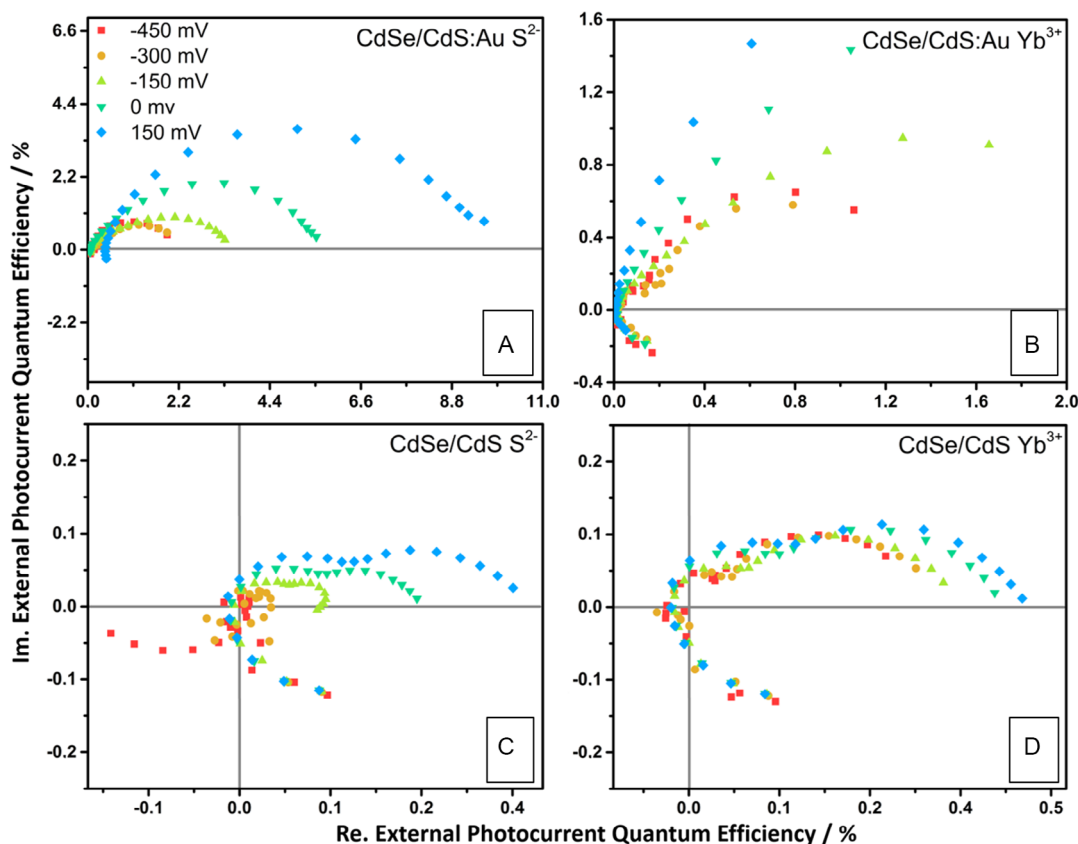 Im. External Photocurrent Quantum Efficiency / %
6.6
4.4
2.2
0.0
-2.2
-450 mV
-300 mV
-150 mV
0 mv
150 mV
CdSe/CdS:Au S2-
A
0.0 2.2 4.4 6.6 8.8 11.0
1.6
1.2
0.8
0.4
0.0
-0.4
CdSe/CdS:Au Yb3+
B
0.0 0.4 0.8 1.2 1.6 2.0
0.2
0.1
0.0
-0.1
-0.2
CdSe/CdS S2-
C
-0.1 0.0 0.1 0.2 0.4
0.2
0.1
0.0
-0.1
-0.2
CdSe/CdS Yb3+
D
0.0 0.1 0.2 0.4 0.5
Re. External Photocurrent Quantum Efficiency / %